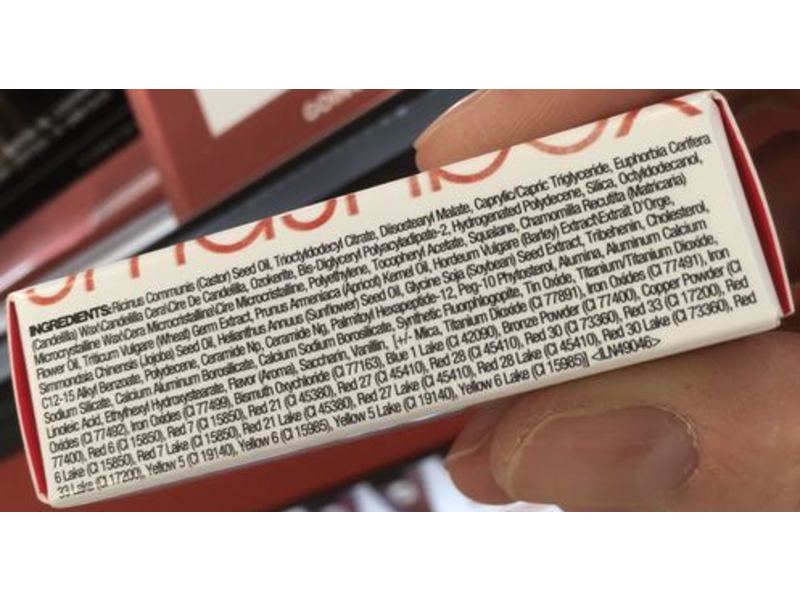 smashbox
INGREDIENTS: Ricinus Communis (Castor) Seed Oil, Trioctyldodecyl Citrate, Diisostearyl Malate, Caprylic/Capric Triglyceride, Euphorbia Cerifera
(Candelilla) Wax\Candelilla Cera\Cire De Candelilla, Ozokerite, Bis-Diglyceryl Polyacyladipate-2, Hydrogenated Polydecene, Silica, Octyldodecanol,
Microcrystalline Wax\Cera Microcristallina\Cire Microcristalline, Polyethylene, Tocopheryl Acetate, Squalane, Chamomilla Recutita (Matricaria)
Flower Oil, Triticum Vulgare (Wheat) Germ Extract, Prunus Armeniaca (Apricot) Kernel Oil, Hordeum Vulgare (Barley) Extract\Extrait D'Orge,
Simmondsia Chinensis (Jojoba) Seed Oil, Helianthus Annuus (Sunflower) Seed Oil, Glycine Soja (Soybean) Seed Extract, Tribehenin, Cholesterol,
C12-15 Alkyl Benzoate, Polydecene, Ceramide Ng, Palmitoyl Hexapeptide-12, Peg-10 Phytosterol, Alumina, Aluminum Calcium
Sodium Silicate, Calcium Aluminum Borosilicate, Calcium Sodium Borosilicate, Synthetic Fluorphlogopite, Tin Oxide, Titanium/Titanium Dioxide,
Linoleic Acid, Ethylhexyl Hydroxystearate, Flavor (Aroma), Saccharin, Vanillin, [+/- Mica, Titanium Dioxide (CI 77891), Iron Oxides (CI 77491), Iron
Oxides (CI 77492), Iron Oxides (CI 77499), Bismuth Oxychloride (CI 77163), Blue 1 Lake (CI 42090), Bronze Powder (CI 77400), Copper Powder (CI
77400), Red 6 (CI 15850), Red 7 (CI 15850), Red 21 (CI 45380), Red 27 (CI 45410), Red 28 (CI 45410), Red 30 (CI 73360), Red 33 (CI 17200), Red
6 Lake (CI 15850), Red 7 Lake (CI 15850), Red 21 Lake (CI 45380), Red 27 Lake (CI 45410), Red 28 Lake (CI 45410), Red 30 Lake (CI 73360), Red
33 Lake (CI 17200), Yellow 5 (CI 19140), Yellow 6 (CI 15985), Yellow 5 Lake (CI 19140), Yellow 6 Lake (CI 15985)] <ILN49046>